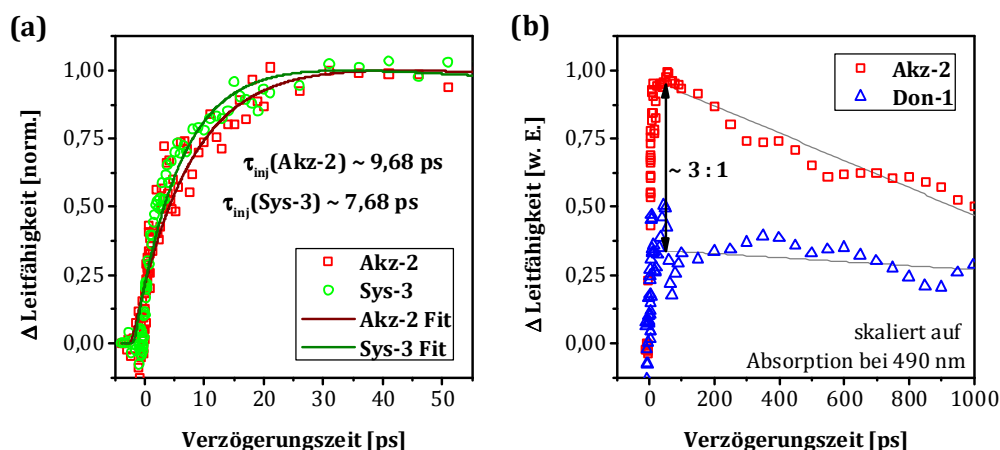 (a)
Δ Leitfähigkeit [norm.]
1,00
0,75
0,50
0,25
0,00
τinj(Akz-2) ~ 9,68 ps
τinj(Sys-3) ~ 7,68 ps
Akz-2
Sys-3
Akz-2 Fit
Sys-3 Fit
0 10 20 30 40 50
Verzögerungszeit [ps]
(b)
Δ Leitfähigkeit [w. E.]
1,00
0,75
0,50
0,25
0,00
Akz-2
Don-1
~ 3 : 1
skaliert auf
Absorption bei 490 nm
0 200 400 600 800 1000
Verzögerungszeit [ps]